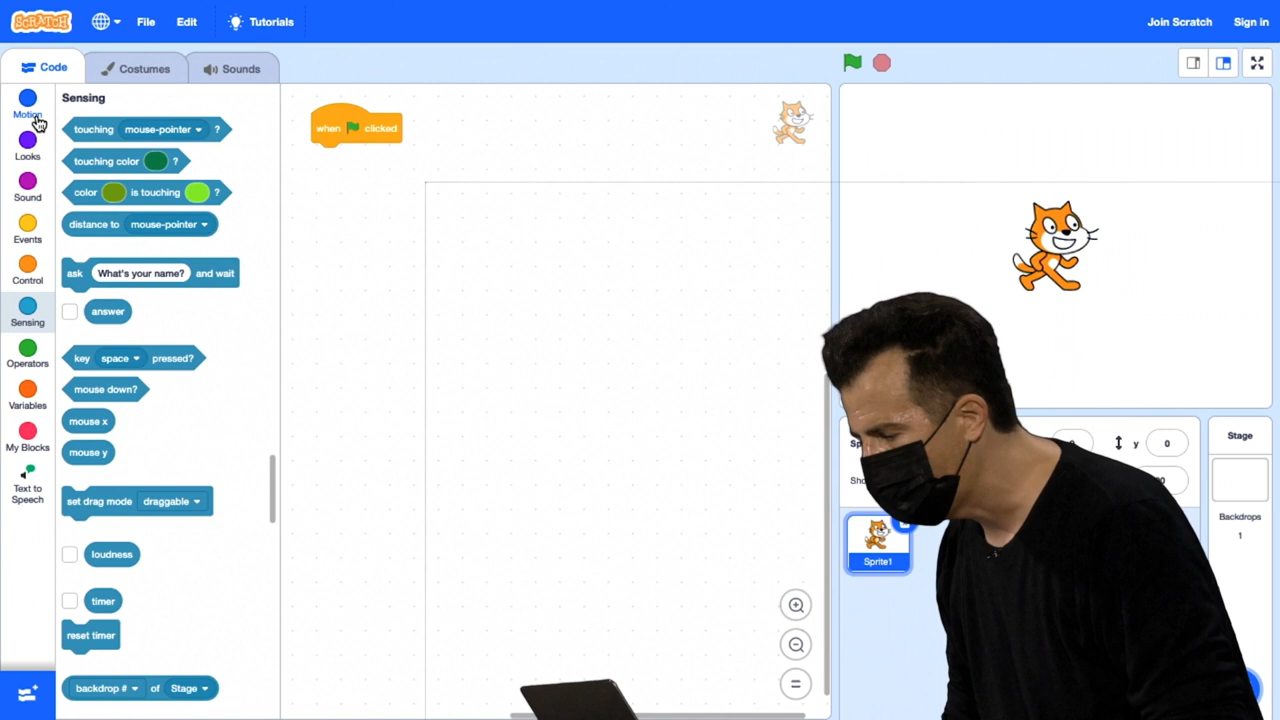 SCRATCH
File
Edit
Tutorials
Join Scratch
Sign in
Code
Costumes
Sounds
Motion
Looks
Sound
Events
Control
Sensing
Operators
Variables
My Blocks
Text to
Speech
Sensing
touching mouse-pointer ?
touching color ?
color is touching ?
distance to mouse-pointer
ask What's your name? and wait
answer
key space pressed?
mouse down?
mouse x
mouse y
set drag mode draggable
loudness
timer
reset timer
backdrop # of Stage
when clicked
y 0
Sprite1
Stage
Backdrops
1